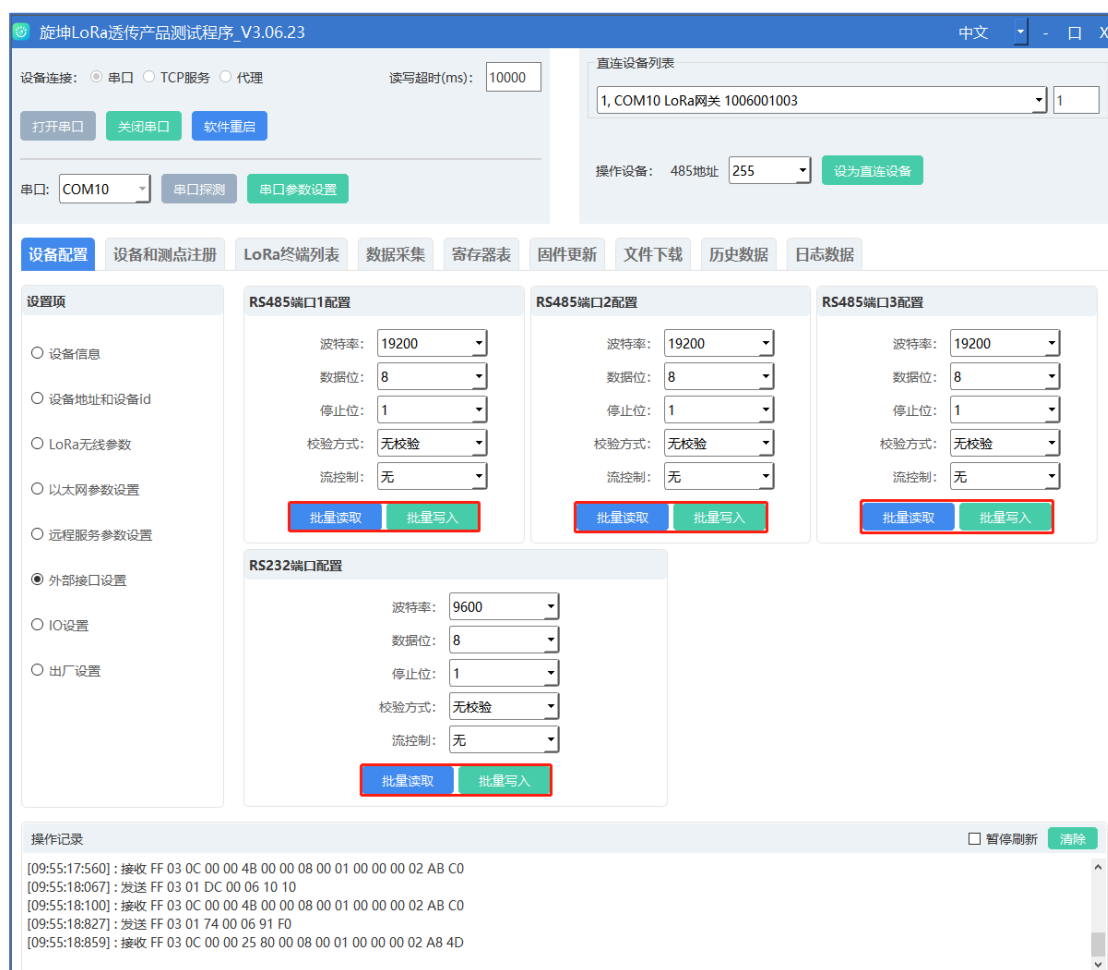 旋坤LoRa透传产品测试程序_V3.06.23 中文 - 口 X
设备连接: 串口 TCP服务 代理 读写超时(ms): 10000
打开串口 关闭串口 软件重启
串口: COM10 串口探测 串口参数设置
直连设备列表
1, COM10 LoRa网关 1006001003 1
操作设备: 485地址 255 设为直连设备
设备配置 设备和测点注册 LoRa终端列表 数据采集 寄存器表 固件更新 文件下载 历史数据 日志数据
设置项
设备信息
设备地址和设备id
LoRa无线参数
以太网参数设置
远程服务参数设置
外部接口设置
IO设置
出厂设置
RS485端口1配置
波特率: 19200
数据位: 8
停止位: 1
校验方式: 无校验
流控制: 无
批量读取 批量写入
RS485端口2配置
波特率: 19200
数据位: 8
停止位: 1
校验方式: 无校验
流控制: 无
批量读取 批量写入
RS485端口3配置
波特率: 19200
数据位: 8
停止位: 1
校验方式: 无校验
流控制: 无
批量读取 批量写入
RS232端口配置
波特率: 9600
数据位: 8
停止位: 1
校验方式: 无校验
流控制: 无
批量读取 批量写入
操作记录 暂停刷新 清除
[09:55:17:560] : 接收 FF 03 0C 00 00 4B 00 00 08 00 01 00 00 00 02 AB C0
[09:55:18:067] : 发送 FF 03 01 DC 00 06 10 10
[09:55:18:100] : 接收 FF 03 0C 00 00 4B 00 00 08 00 01 00 00 00 02 AB C0
[09:55:18:827] : 发送 FF 03 01 74 00 06 91 F0
[09:55:18:859] : 接收 FF 03 0C 00 00 25 80 00 08 00 01 00 00 00 02 A8 4D